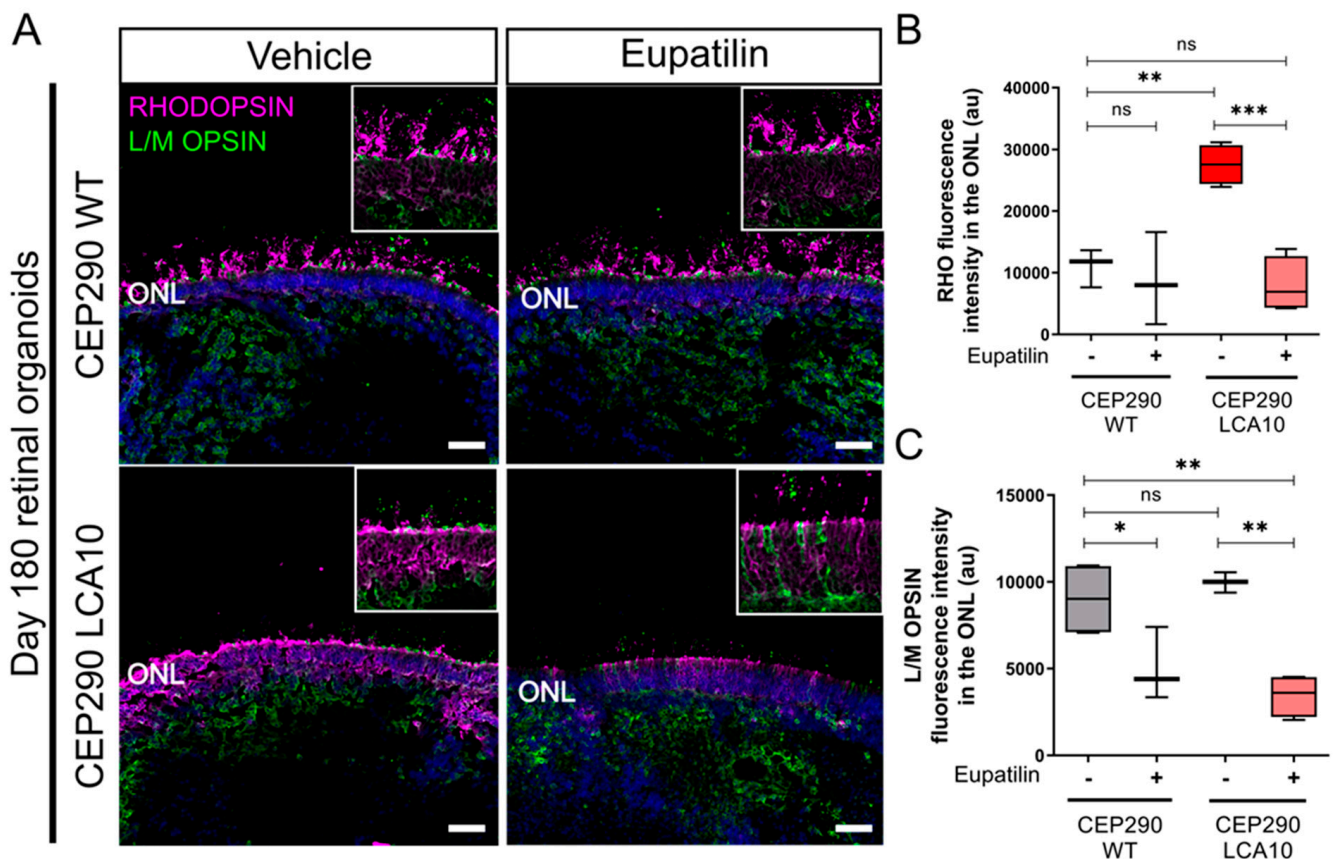 A
Vehicle
Eupatilin
Day 180 retinal organoids
CEP290 WT
CEP290 LCA10
RHODOPSIN
L/M OPSIN
ONL
ONL
ONL
ONL
B
ns
**
ns
***
RHO fluorescence
intensity in the ONL (au)
40000
30000
20000
10000
0
Eupatilin - + - +
CEP290
WT
CEP290
LCA10
C
**
ns
*
**
L/M OPSIN
fluorescence intensity
in the ONL (au)
15000
10000
5000
0
Eupatilin - + - +
CEP290
WT
CEP290
LCA10